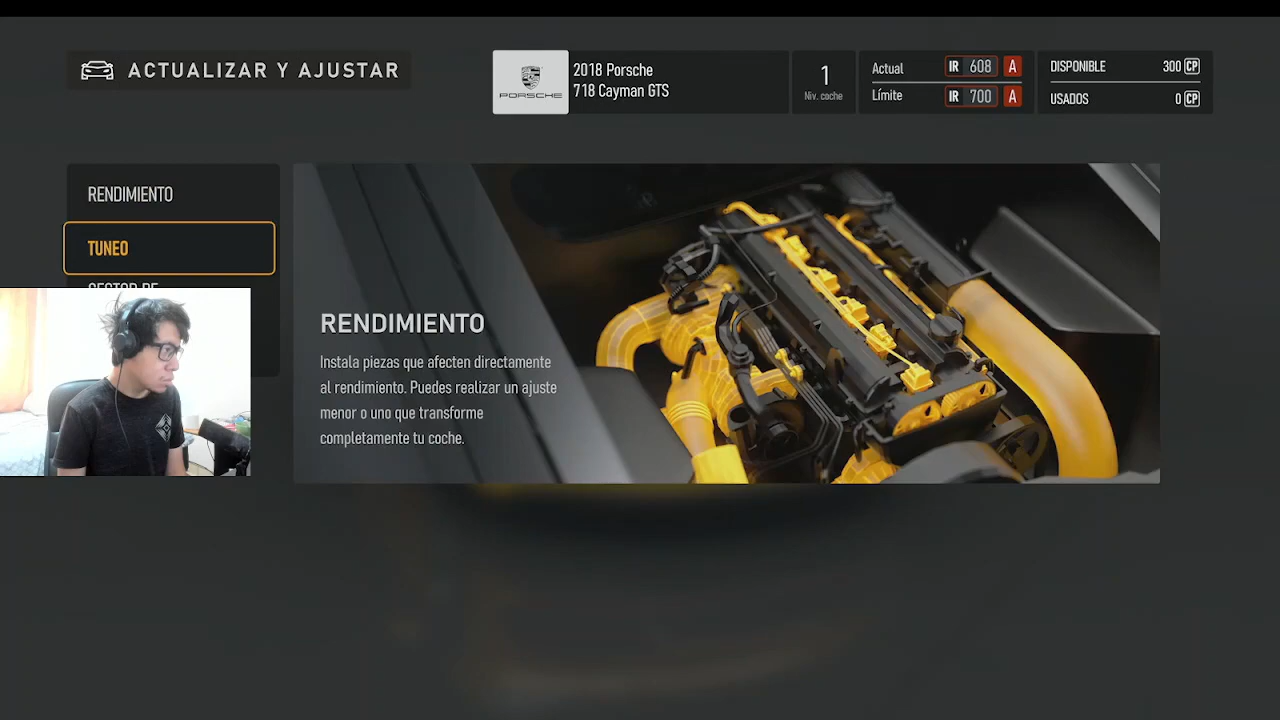 ACTUALIZAR Y AJUSTAR
PORSCHE
2018 Porsche
718 Cayman GTS
1
Niv. coche
Actual
IR 608 A
Límite
IR 700 A
DISPONIBLE
300 CP
USADOS
0 CP
RENDIMIENTO
TUNEO
RENDIMIENTO
Instala piezas que afecten directamente
al rendimiento. Puedes realizar un ajuste
menor o uno que transforme
completamente tu coche.